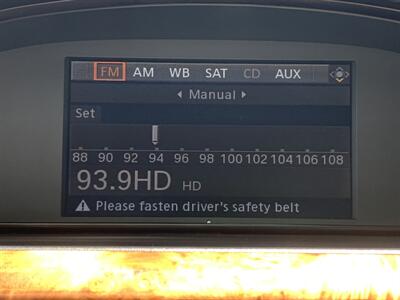 FM AM WB SAT CD AUX
Manual
Set
88 90 92 94 96 98 100 102 104 106 108
93.9HD HD
Please fasten driver's safety belt